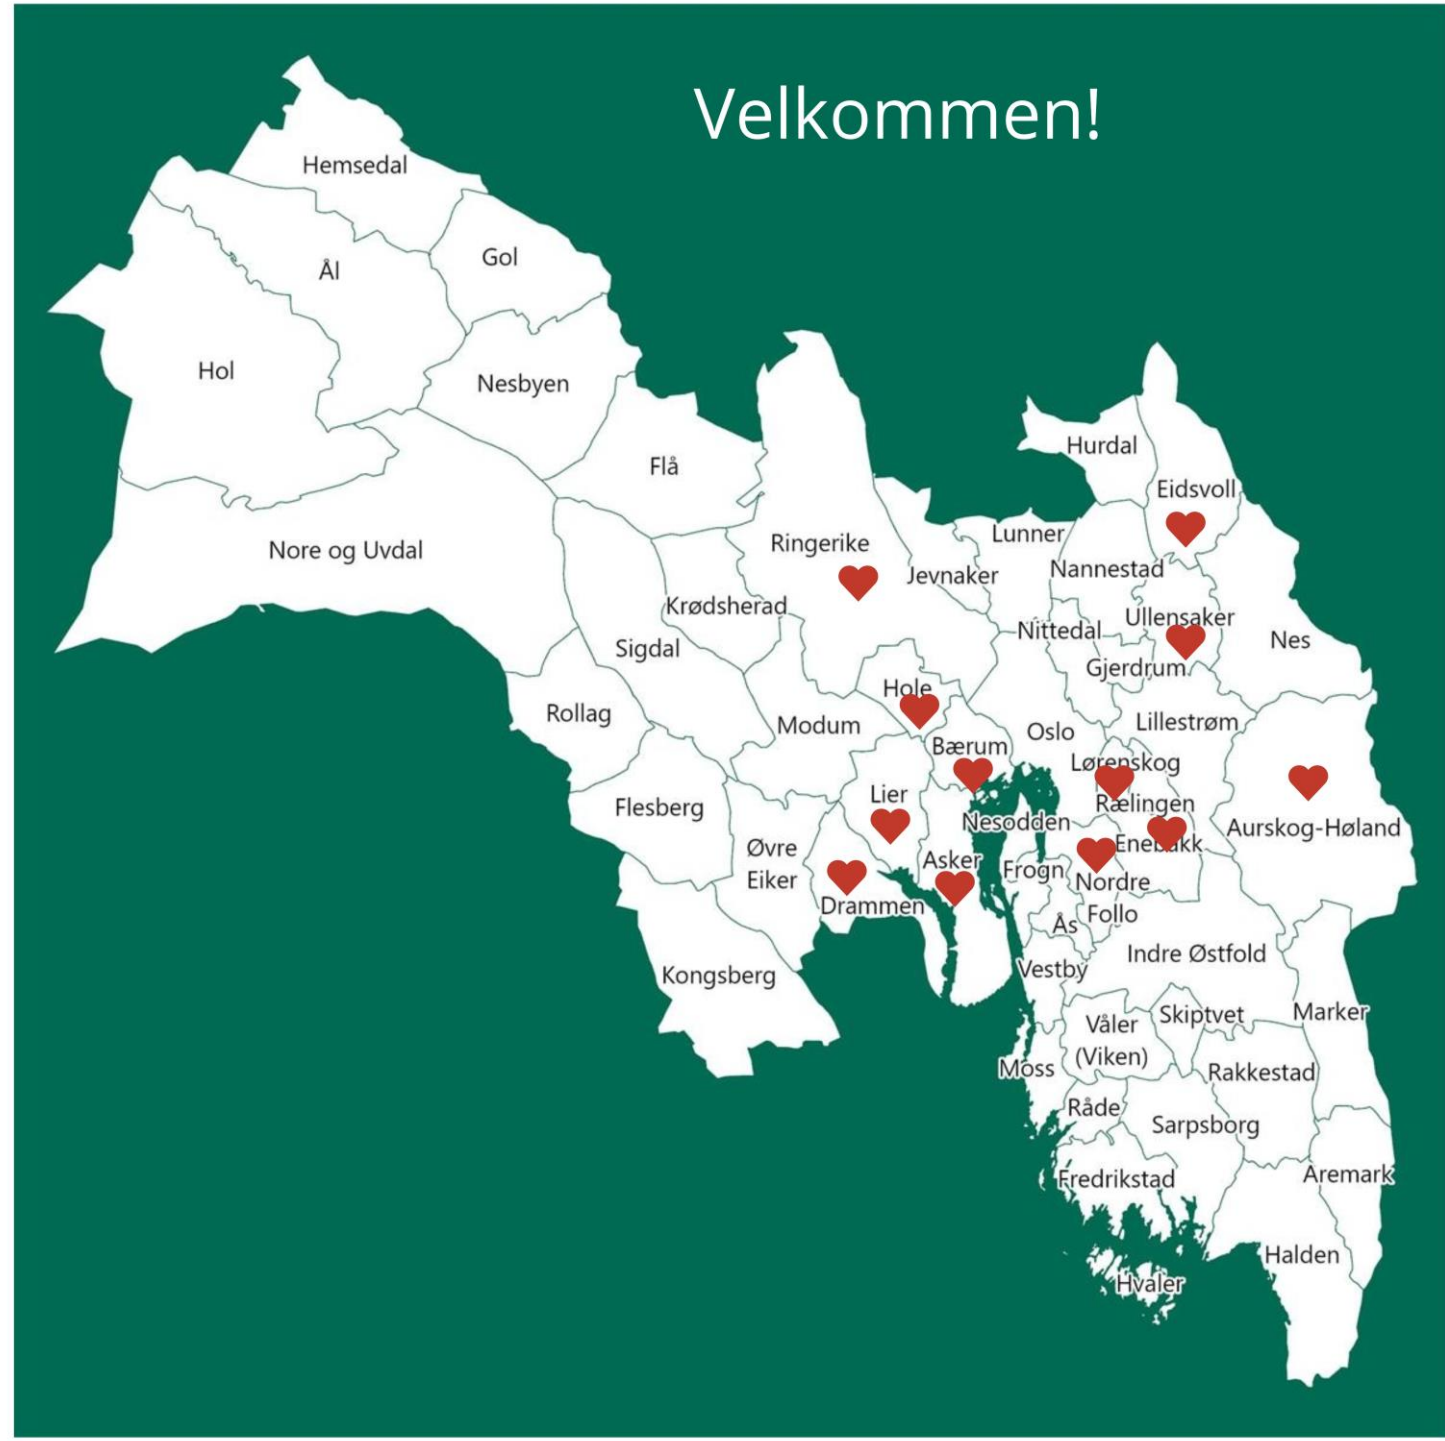 Velkommen!
Hemsedal
Gol
Ål
Hol
Nesbyen
Flå
Hurdal
Eidsvoll
Lunner
Ringerike
Nore og Uvdal
Nannestad
Jevnaker
Krødsherad
Ullensaker
Nittedal
Nes
Sigdal
Gjerdrum
Hole
Rollag
Lillestrøm
Modum
Oslo
Bærum
Lørenskog
Lier
Rælingen
Flesberg
Nesodden
Aurskog-Høland
Enebakk
Øvre
Eiker
Asker
Frogn
Nordre
Follo
Drammen
Ås
Indre Østfold
Vestby
Kongsberg
Marker
Skiptvet
Våler
(Viken)
Moss
Rakkestad
Råde
Sarpsborg
Aremark
Fredrikstad
Halden
Hvaler